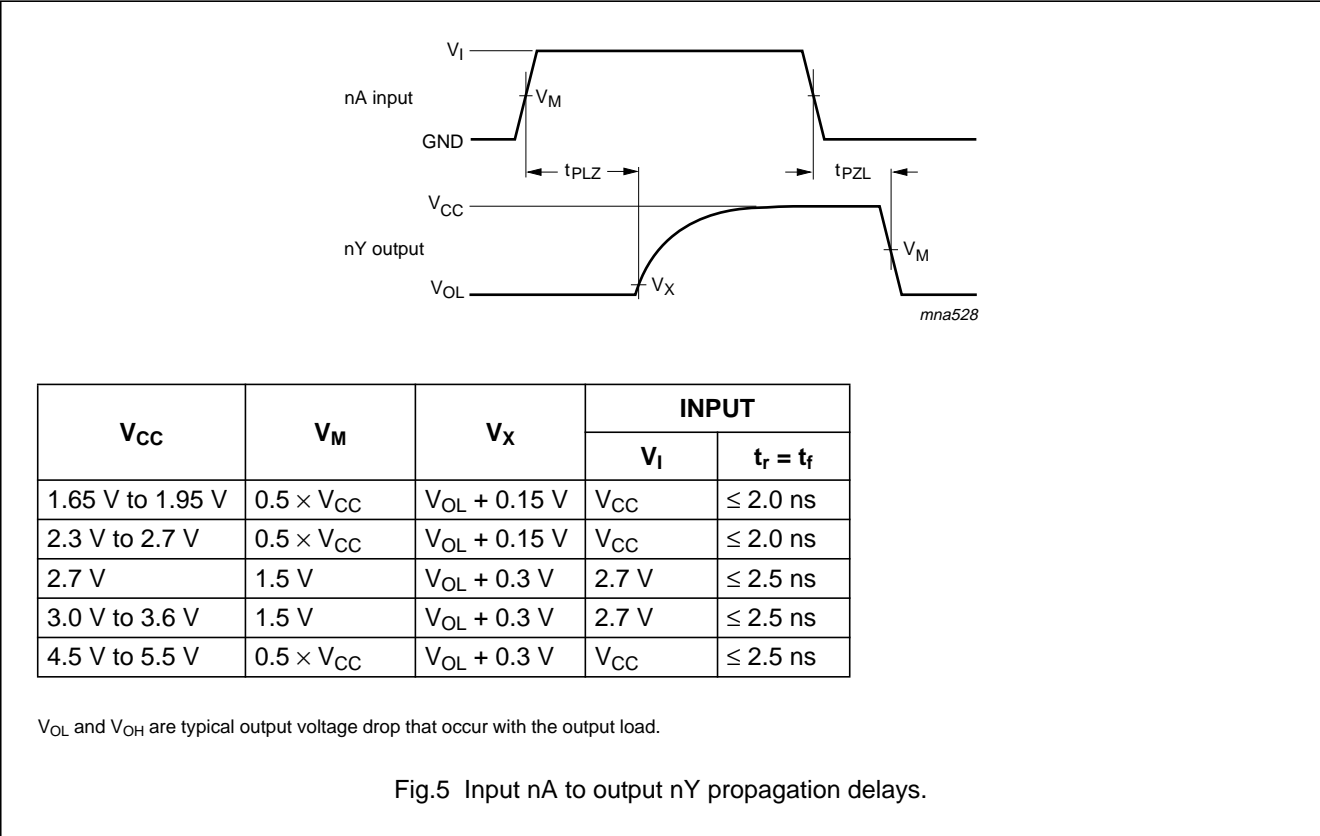 V_I
nA input
V_M
GND
t_PLZ
t_PZL
V_CC
nY output
V_M
V_OL
V_X
mna528
V_CC V_M V_X INPUT
V_I t_r = t_f
1.65 V to 1.95 V 0.5 × V_CC V_OL + 0.15 V V_CC ≤ 2.0 ns
2.3 V to 2.7 V 0.5 × V_CC V_OL + 0.15 V V_CC ≤ 2.0 ns
2.7 V 1.5 V V_OL + 0.3 V 2.7 V ≤ 2.5 ns
3.0 V to 3.6 V 1.5 V V_OL + 0.3 V 2.7 V ≤ 2.5 ns
4.5 V to 5.5 V 0.5 × V_CC V_OL + 0.3 V V_CC ≤ 2.5 ns
V_OL and V_OH are typical output voltage drop that occur with the output load.
Fig.5 Input nA to output nY propagation delays.